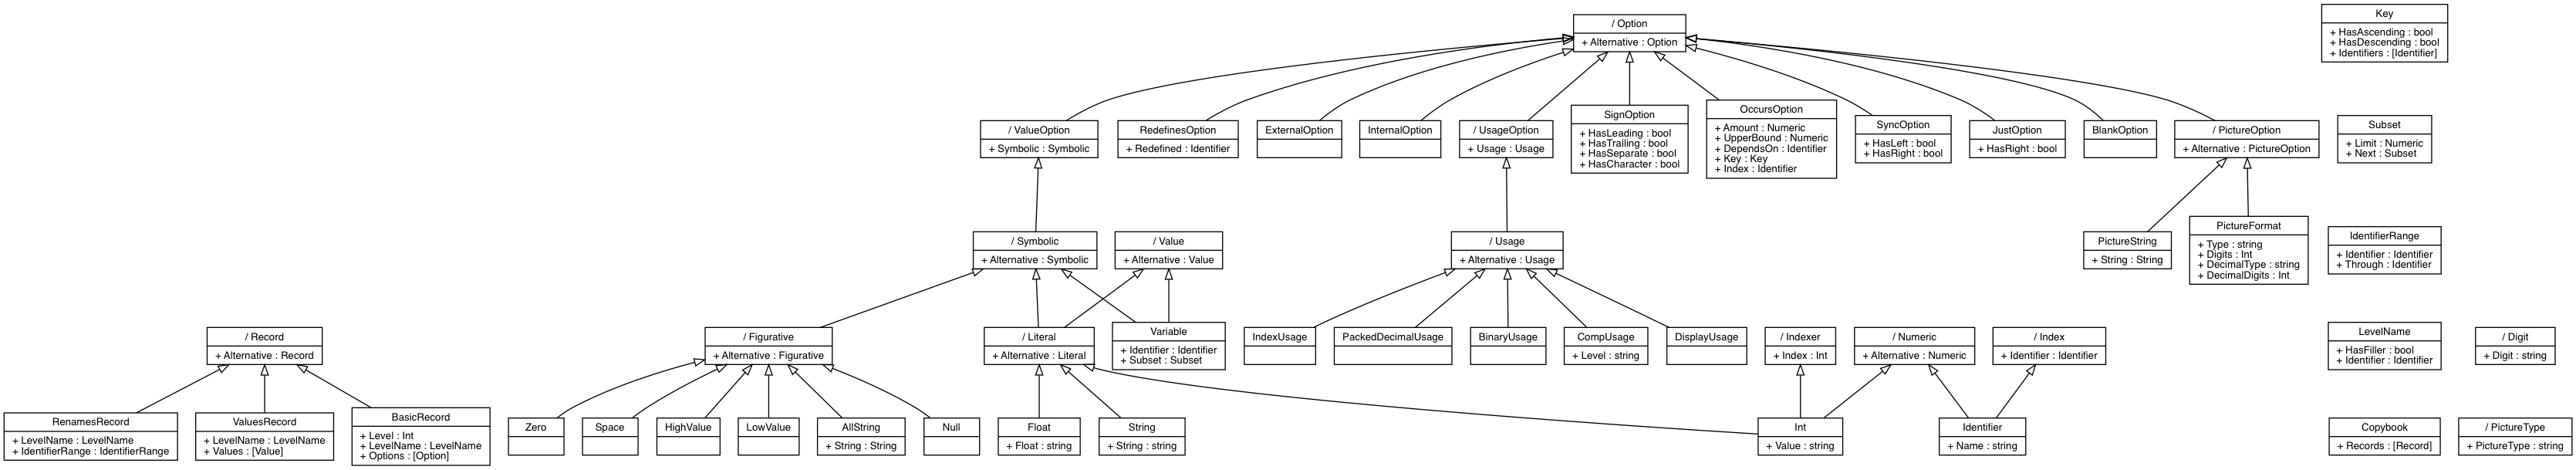 / Option
+ Alternative : Option
Key
+ HasAscending : bool
+ HasDescending : bool
+ Identifiers : [Identifier]
/ ValueOption
+ Symbolic : Symbolic
RedefinesOption
+ Redefined : Identifier
ExternalOption
InternalOption
/ UsageOption
+ Usage : Usage
SignOption
+ HasLeading : bool
+ HasTrailing : bool
+ HasSeparate : bool
+ HasCharacter : bool
OccursOption
+ Amount : Numeric
+ UpperBound : Numeric
+ DependsOn : Identifier
+ Key : Key
+ Index : Identifier
SyncOption
+ HasLeft : bool
+ HasRight : bool
JustOption
+ HasRight : bool
BlankOption
/ PictureOption
+ Alternative : PictureOption
Subset
+ Limit : Numeric
+ Next : Subset
/ Symbolic
+ Alternative : Symbolic
/ Value
+ Alternative : Value
/ Usage
+ Alternative : Usage
PictureString
+ String : String
PictureFormat
+ Type : string
+ Digits : Int
+ DecimalType : string
+ DecimalDigits : Int
IdentifierRange
+ Identifier : Identifier
+ Through : Identifier
/ Record
+ Alternative : Record
/ Figurative
+ Alternative : Figurative
/ Literal
+ Alternative : Literal
Variable
+ Identifier : Identifier
+ Subset : Subset
IndexUsage
PackedDecimalUsage
BinaryUsage
CompUsage
+ Level : string
DisplayUsage
/ Indexer
+ Index : Int
/ Numeric
+ Alternative : Numeric
/ Index
+ Identifier : Identifier
LevelName
+ HasFiller : bool
+ Identifier : Identifier
/ Digit
+ Digit : string
RenamesRecord
+ LevelName : LevelName
+ IdentifierRange : IdentifierRange
ValuesRecord
+ LevelName : LevelName
+ Values : [Value]
BasicRecord
+ Level : Int
+ LevelName : LevelName
+ Options : [Option]
Zero
Space
HighValue
LowValue
AllString
+ String : String
Null
Float
+ Float : string
String
+ String : string
Int
+ Value : string
Identifier
+ Name : string
Copybook
+ Records : [Record]
/ PictureType
+ PictureType : string